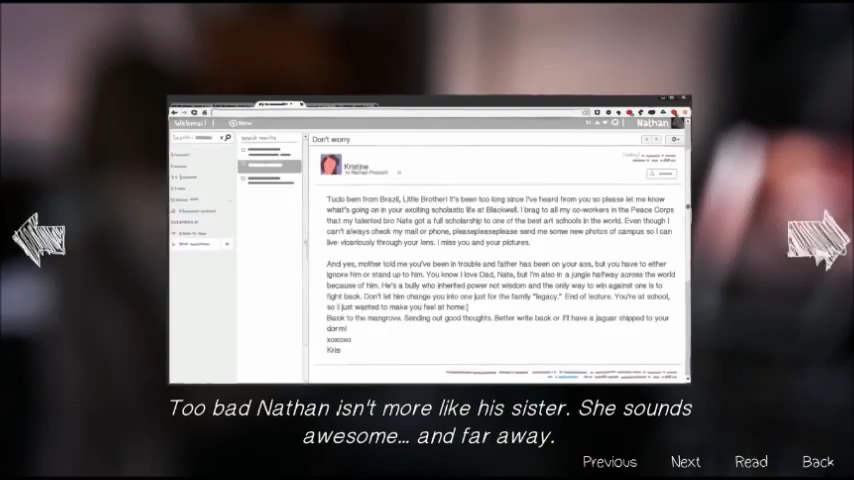 Webmail
New
Nathan
Search
search results
Don't worry
Kristine
to Nathan Prescott
Tudo bem from Brazil, Little Brother! It's been too long since I've heard from you so please let me know
what's going on in your exciting scholastic life at Blackwell. I brag to all my co-workers in the Peace Corps
that my talented bro Nate got a full scholarship to one of the best art schools in the world. Even though I
can't always check my mail or phone, pleasepleaseplease send me some new photos of campus so I can
live vicariously through your lens. I miss you and your pictures.
And yes, mother told me you've been in trouble and father has been on your ass, but you have to either
ignore him or stand up to him. You know I love Dad, Nate, but I'm also in a jungle halfway across the world
because of him. He's a bully who inherited power not wisdom and the only way to win against one is to
fight back. Don't let him change you into one just for the family "legacy." End of lecture. You're at school,
so I just wanted to make you feel at home:]
Back to the mangrove. Sending out good thoughts. Better write back or I'll have a jaguar shipped to your
dorm!
xoxoxo
Kris
Too bad Nathan isn't more like his sister. She sounds
awesome... and far away.
Previous Next Read Back